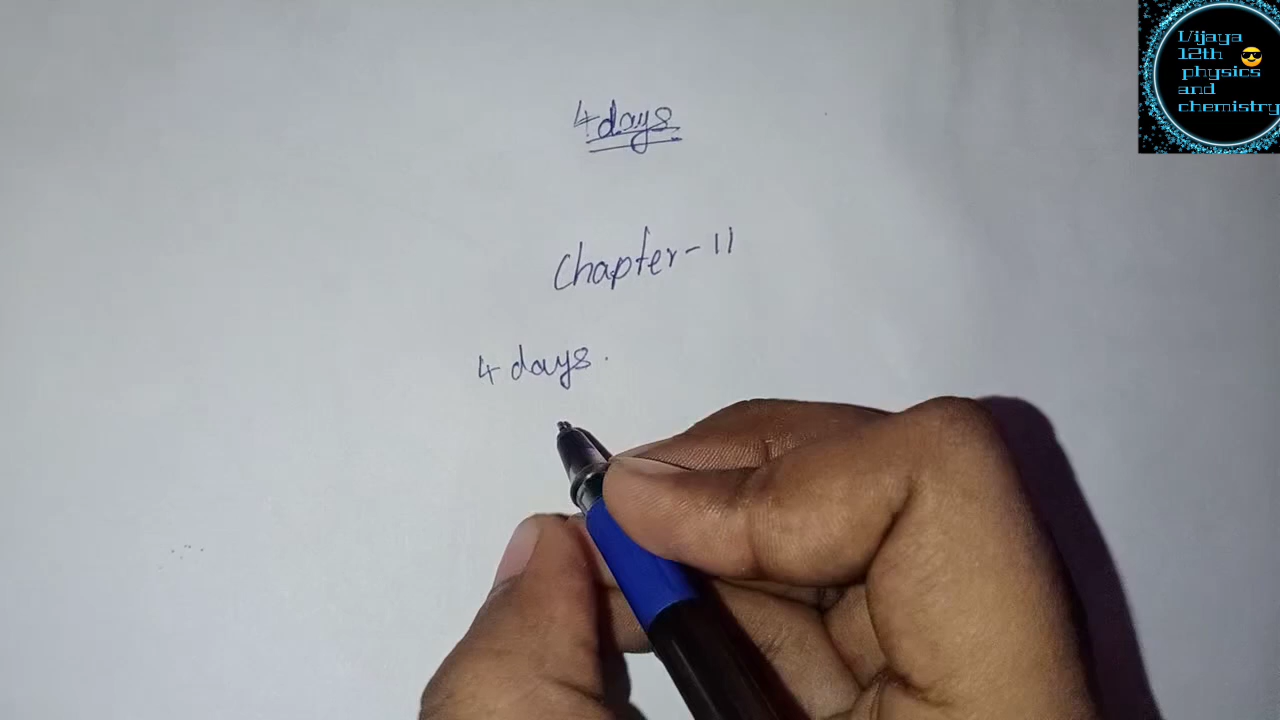 4 days
Chapter - 11
4 days.
Vijaya
12th 😎
physics
and
chemistry